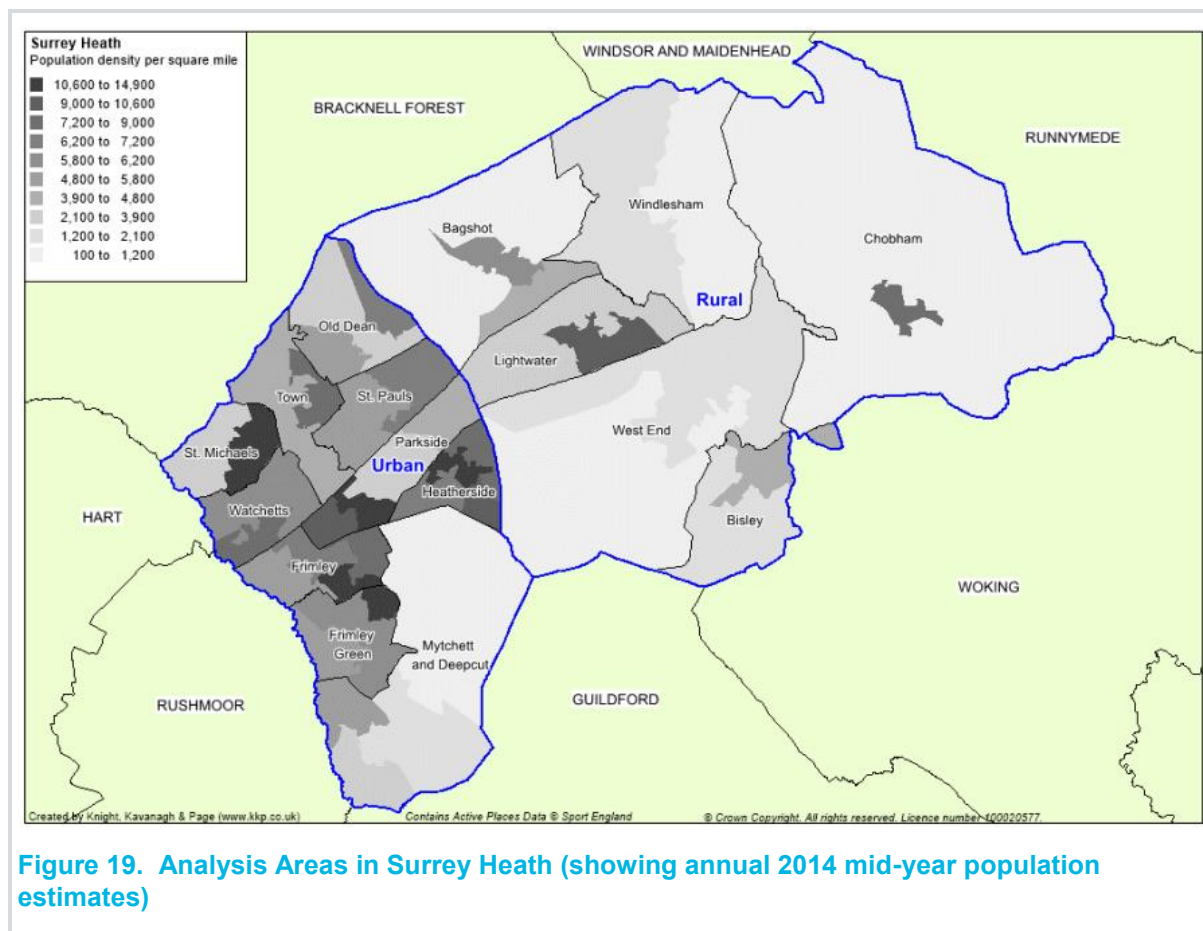 Surrey Heath
Population density per square mile
10,600 to 14,900
9,000 to 10,600
7,200 to 9,000
6,200 to 7,200
5,800 to 6,200
4,800 to 5,800
3,900 to 4,800
2,100 to 3,900
1,200 to 2,100
100 to 1,200
WINDSOR AND MAIDENHEAD
BRACKNELL FOREST
RUNNYMEDE
Windlesham
Bagshot
Chobham
Rural
Old Dean
Lightwater
Town
St. Pauls
West End
Parkside
St. Michaels
Urban
Heatherside
Watchetts
Bisley
HART
Frimley
WOKING
Frimley
Green
Mytchett
and Deepcut
RUSHMOOR
GUILDFORD
Created by Knight, Kavanagh & Page (www.kkp.co.uk)
Contains Active Places Data © Sport England
© Crown Copyright. All rights reserved. Licence number 100020577.
Figure 19. Analysis Areas in Surrey Heath (showing annual 2014 mid-year population
estimates)